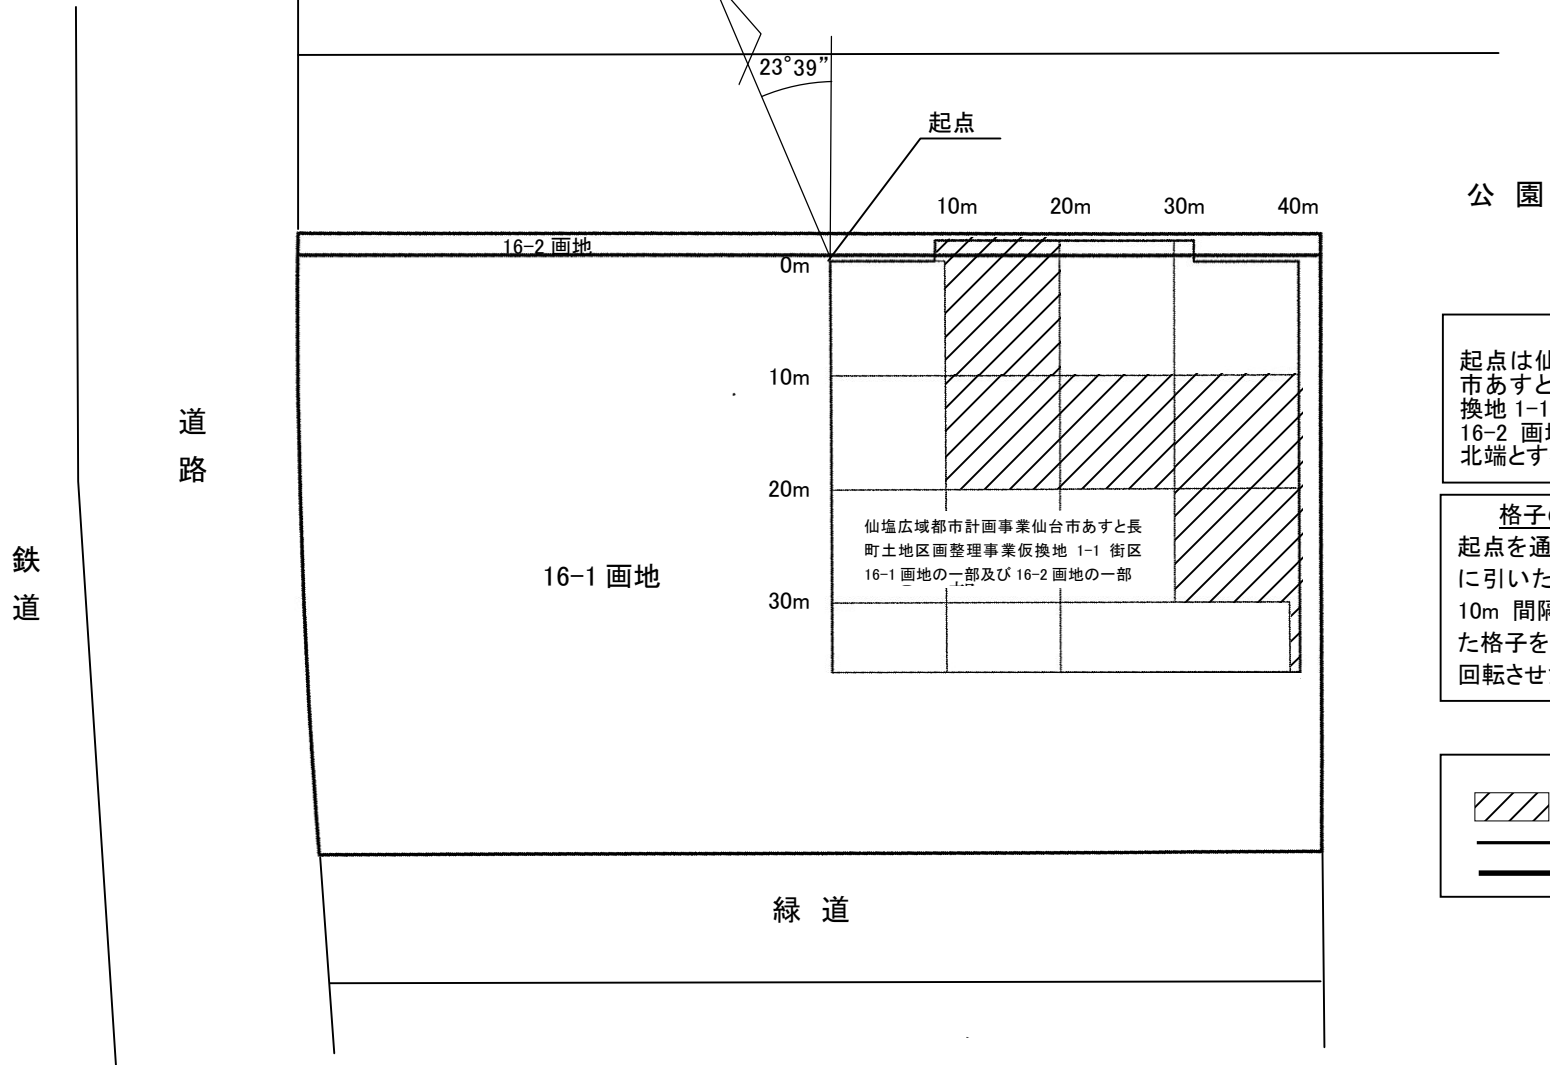 23°39”
起点
10m 20m 30m 40m
公 園
16-2 画地
0m
10m
20m
30m
道
路
鉄
道
16-1 画地
仙塩広域都市計画事業仙台市あすと長
町土地区画整理事業仮換地 1-1 街区
16-1 画地の一部及び 16-2 画地の一部
緑 道
起点は仙
市あすと
換地 1-1
16-2 画地
北端とす
格子の
起点を通
に引いた
10m 間隔
た格子を
回転させ